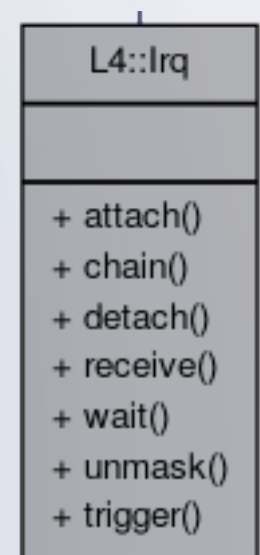 L4::Irq
+ attach()
+ chain()
+ detach()
+ receive()
+ wait()
+ unmask()
+ trigger()